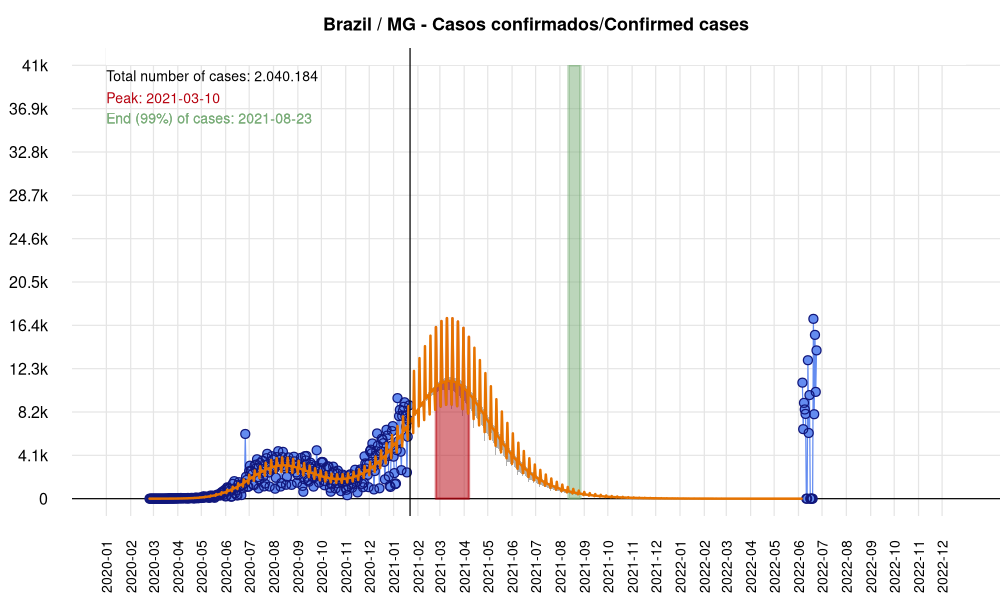 Brazil / MG - Casos confirmados/Confirmed cases
Total number of cases: 2.040.184
Peak: 2021-03-10
End (99%) of cases: 2021-08-23
41k
36.9k
32.8k
28.7k
24.6k
20.5k
16.4k
12.3k
8.2k
4.1k
0
2020-01
2020-02
2020-03
2020-04
2020-05
2020-06
2020-07
2020-08
2020-09
2020-10
2020-11
2020-12
2021-01
2021-02
2021-03
2021-04
2021-05
2021-06
2021-07
2021-08
2021-09
2021-10
2021-11
2021-12
2022-01
2022-02
2022-03
2022-04
2022-05
2022-06
2022-07
2022-08
2022-09
2022-10
2022-11
2022-12